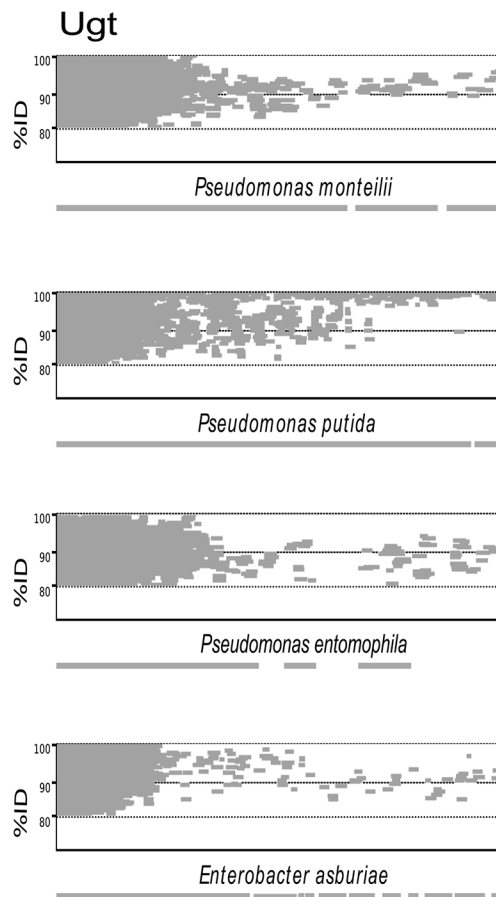 Ugt
100
90
80
%ID
Pseudomonas monteilii
100
90
80
%ID
Pseudomonas putida
100
90
80
%ID
Pseudomonas entomophila
100
90
80
%ID
Enterobacter asburiae